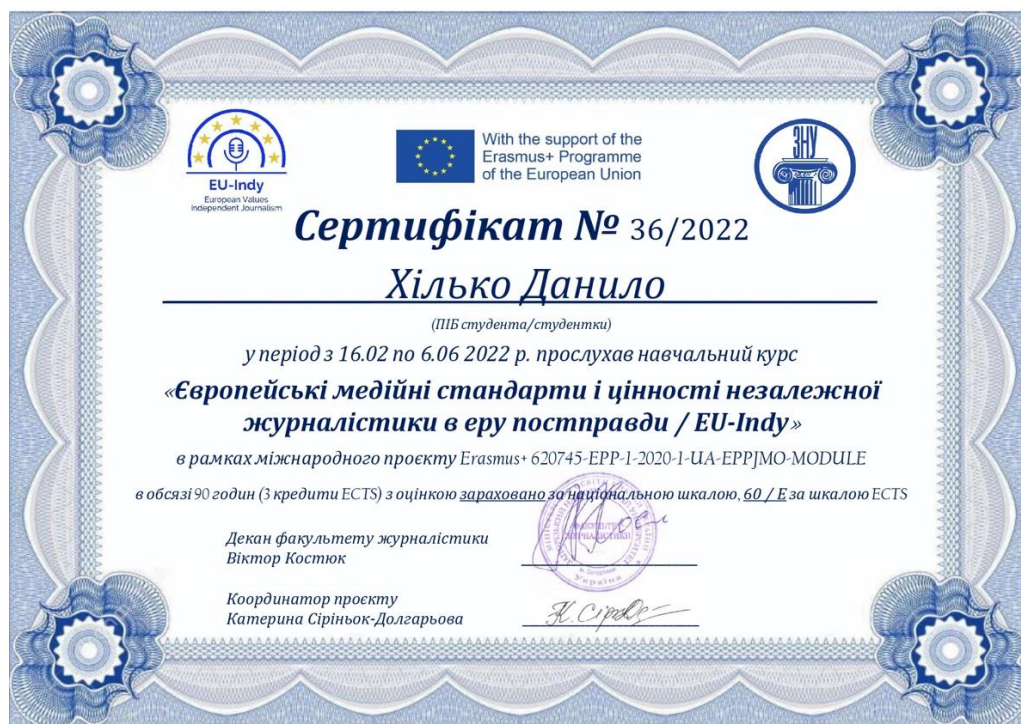 EU-Indy
European Values
Independent Journalism
With the support of the
Erasmus+ Programme
of the European Union
ЗНУ
Сертифікат № 36/2022
Хілько Данило
(ПІБ студента/студентки)
у період з 16.02 по 6.06 2022 р. прослухав навчальний курс
«Європейські медійні стандарти і цінності незалежної
журналістики в еру постправди / EU-Indy»
в рамках міжнародного проєкту Erasmus+ 620745-EPP-1-2020-1-UA-EPPJMO-MODULE
в обсязі 90 годин (3 кредити ECTS) з оцінкою зараховано за національною шкалою, 60 / Е за шкалою ECTS
Декан факультету журналістики
Віктор Костюк
ФАКУЛЬТЕТ
ЖУРНАЛІСТИКИ
Україна
Координатор проєкту
Катерина Сіріньок-Долгарьова